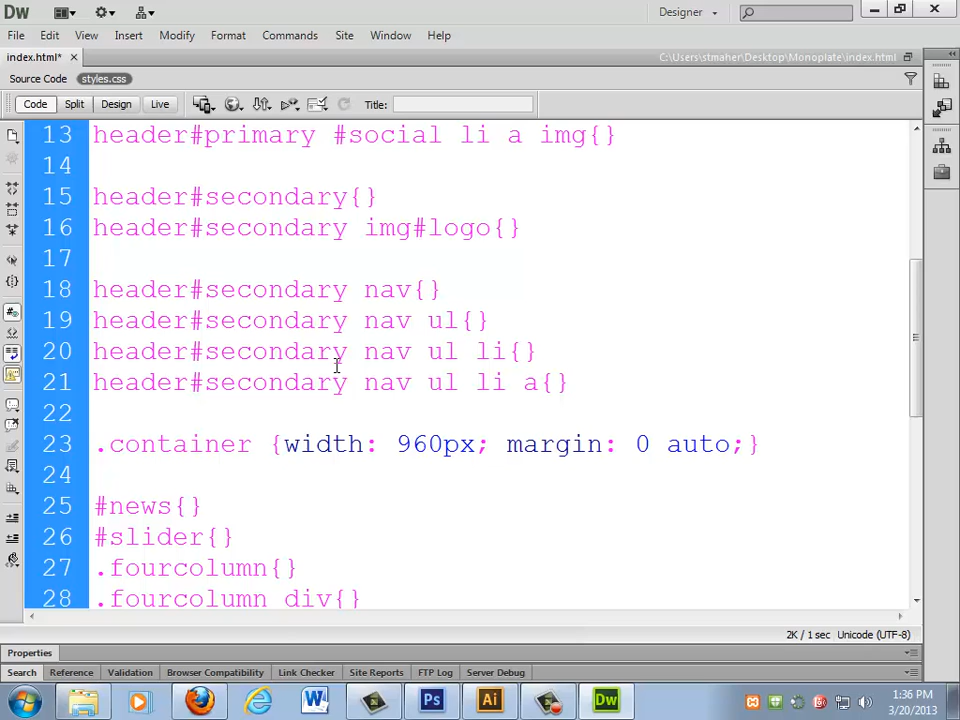 Dw
Designer
File Edit View Insert Modify Format Commands Site Window Help
index.html* C:\Users\stmaher\Desktop\Monoplate\index.html
Source Code styles.css
Code Split Design Live Title:
13 header#primary #social li a img{}
14
15 header#secondary{}
16 header#secondary img#logo{}
17
18 header#secondary nav{}
19 header#secondary nav ul{}
20 header#secondary nav ul li{}
21 header#secondary nav ul li a{}
22
23 .container {width: 960px; margin: 0 auto;}
24
25 #news{}
26 #slider{}
27 .fourcolumn{}
28 .fourcolumn div{}
2K / 1 sec Unicode (UTF-8)
Properties
Search Reference Validation Browser Compatibility Link Checker Site Reports FTP Log Server Debug
W Ps Ai Dw
1:36 PM
3/20/2013